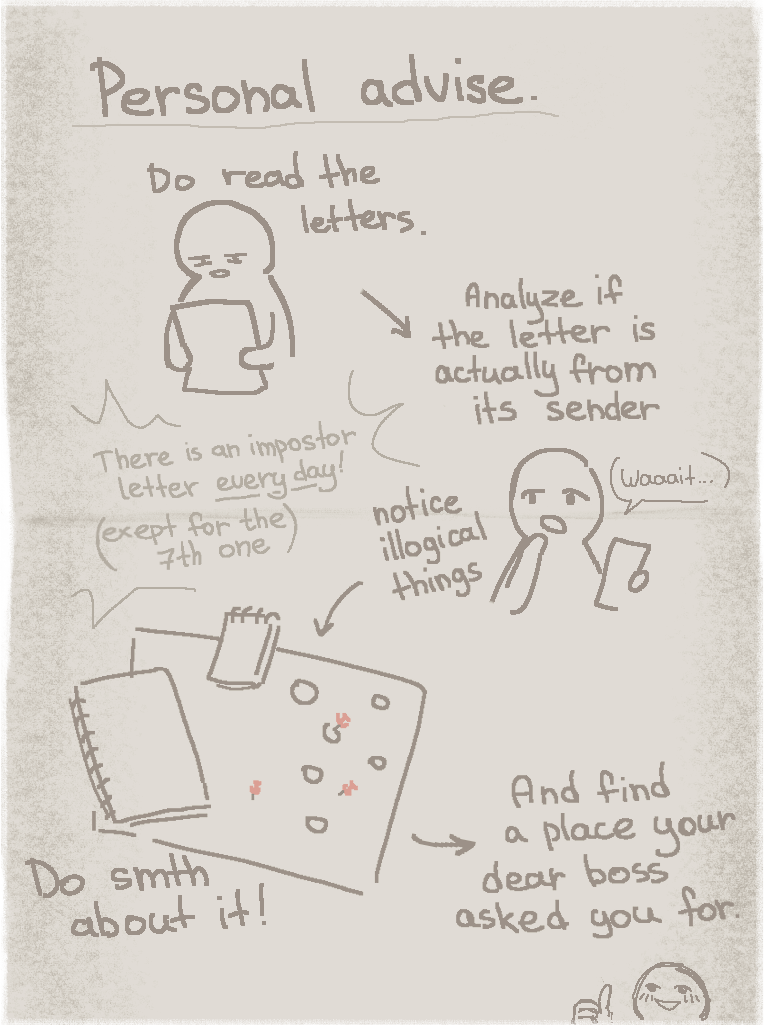 Personal advise.
Do read the
letters.
Analyze if
the letter is
actually from
its sender
There is an impostor
letter every day!
(exept for the)
7th one
(Waaait...)
notice
illogical
things
Do smth
about it!
And find
a place your
dear boss
asked you for.